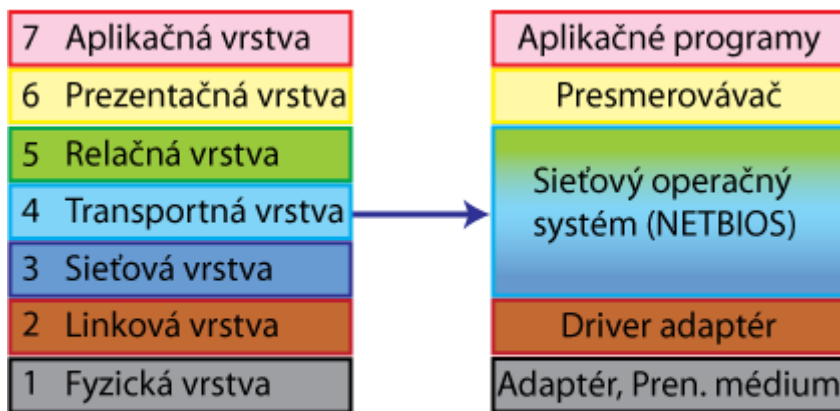 7 Aplikačná vrstva
6 Prezentačná vrstva
5 Relačná vrstva
4 Transportná vrstva
3 Sieťová vrstva
2 Linková vrstva
1 Fyzická vrstva
Aplikačné programy
Presmerovávač
Sieťový operačný
systém (NETBIOS)
Driver adaptér
Adaptér, Pren. médium